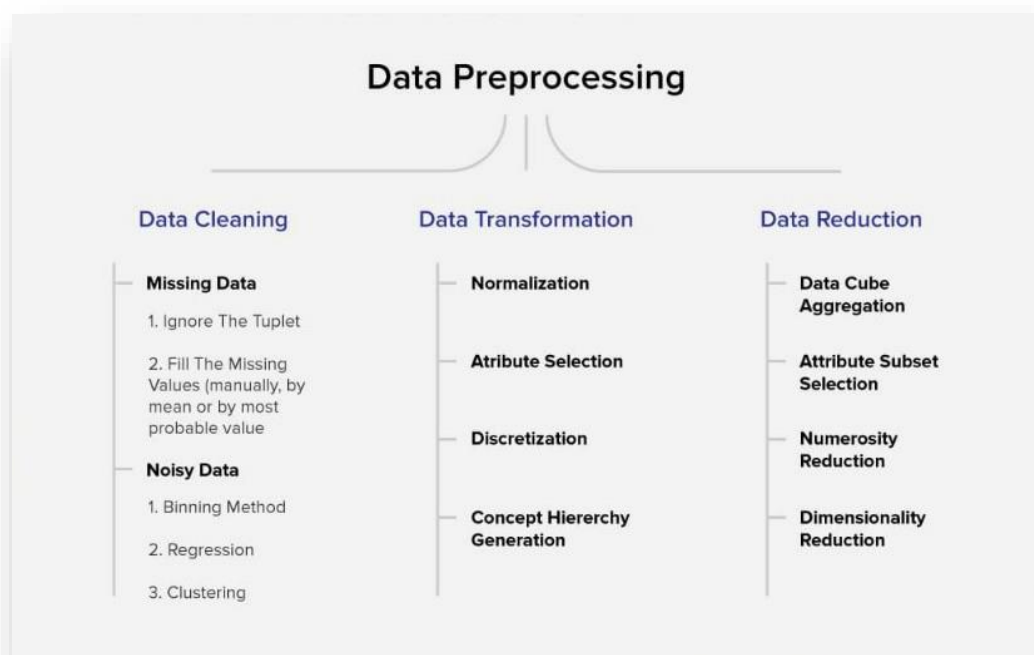 Data Preprocessing
Data Cleaning
Missing Data
1. Ignore The Tuplet
2. Fill The Missing
Values (manually, by
mean or by most
probable value
Noisy Data
1. Binning Method
2. Regression
3. Clustering
Data Transformation
Normalization
Atribute Selection
Discretization
Concept Hiererchy
Generation
Data Reduction
Data Cube
Aggregation
Attribute Subset
Selection
Numerosity
Reduction
Dimensionality
Reduction